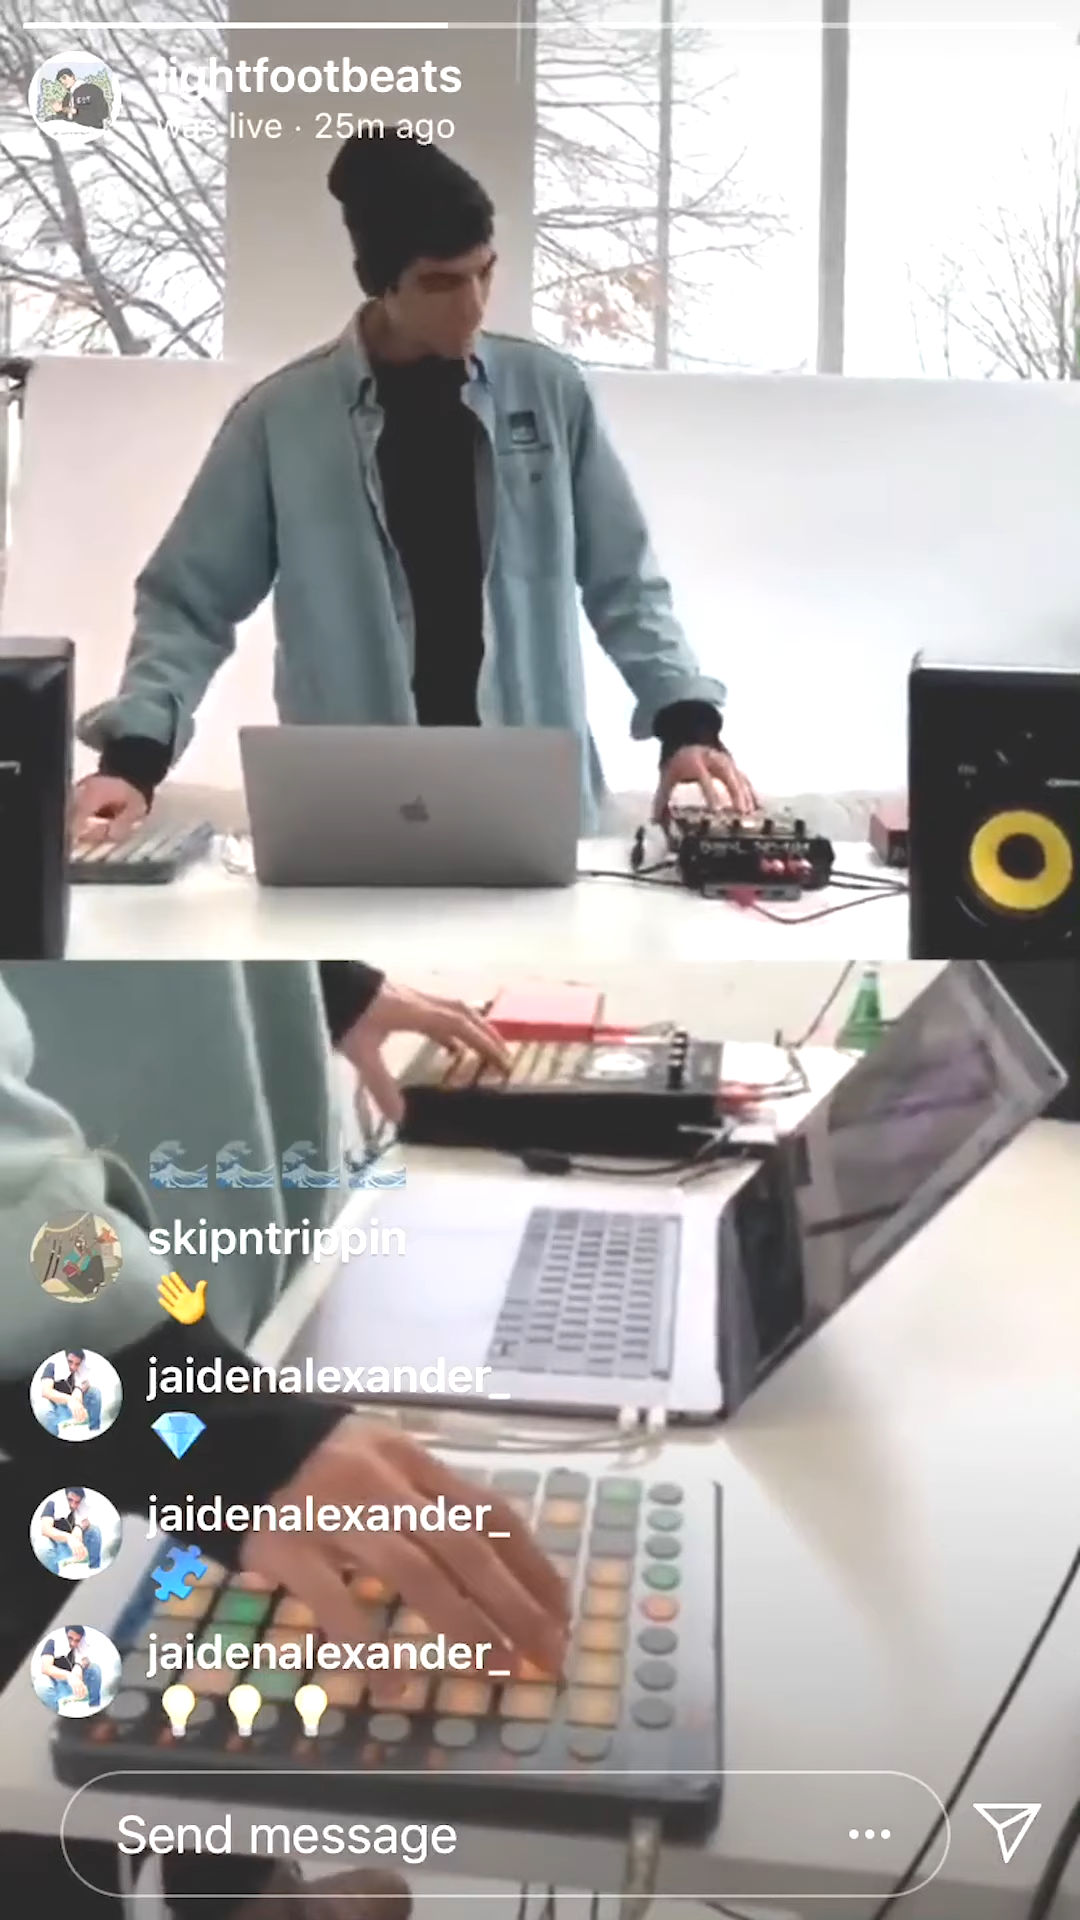 lightfootbeats
was live · 25m ago
skipntrippin
jaidenalexander_
jaidenalexander_
jaidenalexander_
Send message